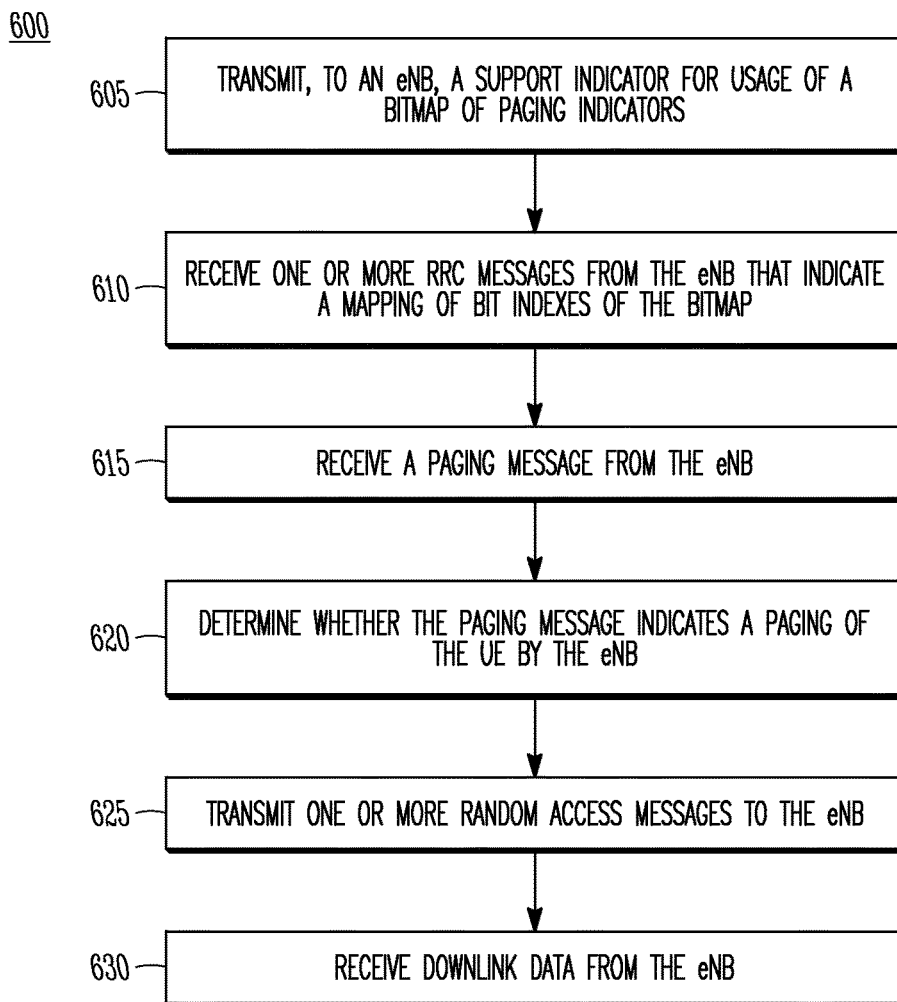 600
605
TRANSMIT, TO AN eNB, A SUPPORT INDICATOR FOR USAGE OF A
BITMAP OF PAGING INDICATORS
610
RECEIVE ONE OR MORE RRC MESSAGES FROM THE eNB THAT INDICATE
A MAPPING OF BIT INDEXES OF THE BITMAP
615
RECEIVE A PAGING MESSAGE FROM THE eNB
620
DETERMINE WHETHER THE PAGING MESSAGE INDICATES A PAGING OF
THE UE BY THE eNB
625
TRANSMIT ONE OR MORE RANDOM ACCESS MESSAGES TO THE eNB
630
RECEIVE DOWNLINK DATA FROM THE eNB